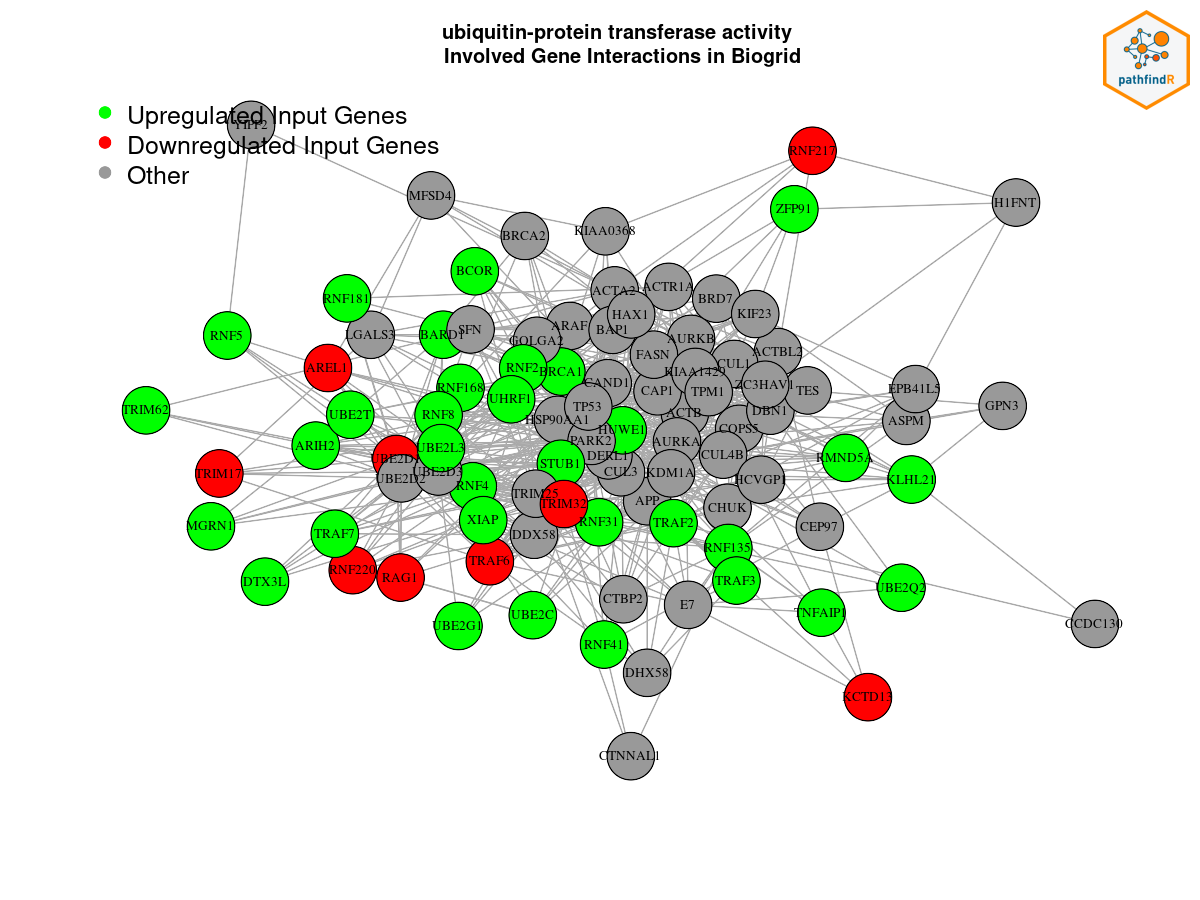 ubiquitin-protein transferase activity
Involved Gene Interactions in Biogrid
pathfindR
Upregulated Input Genes
Downregulated Input Genes
Other
YIPF2
RNF217
MFSD4
H1FNT
ZFP91
BRCA2
KIAA0368
BCOR
ACTA2
ACTR1A
BRD7
RNF181
HAX1
KIF23
RNF5
LGALS3
BARD1
SFN
GOLGA2
ARAF
BAP1
AURKB
ACTBL2
FASN
CUL1
AREL1
RNF2
BRCA1
KIAA1429
RNF168
CAND1
CAP1
TPM1
ZC3HAV1
TES
EPB41L5
UHRF1
TRIM62
UBE2T
RNF8
TP53
HSP90AA1
ACTB
DBN1
GPN3
ASPM
HUWE1
COPS5
ARIH2
UBE2L3
PARK2
AURKA
DERL1
CUL4B
RMND5A
TRIM17
UBE2D2
UBE2D3
STUB1
CUL3
KDM1A
HCVGP1
KLHL21
RNF4
TRIM25
TRIM32
APP
CHUK
MGRN1
TRAF7
XIAP
DDX58
RNF31
TRAF2
CEP97
RNF135
DTX3L
RNF220
RAG1
TRAF6
TRAF3
UBE2Q2
UBE2G1
UBE2C
CTBP2
E7
TNFAIP1
CCDC130
RNF41
DHX58
KCTD13
CTNNAL1